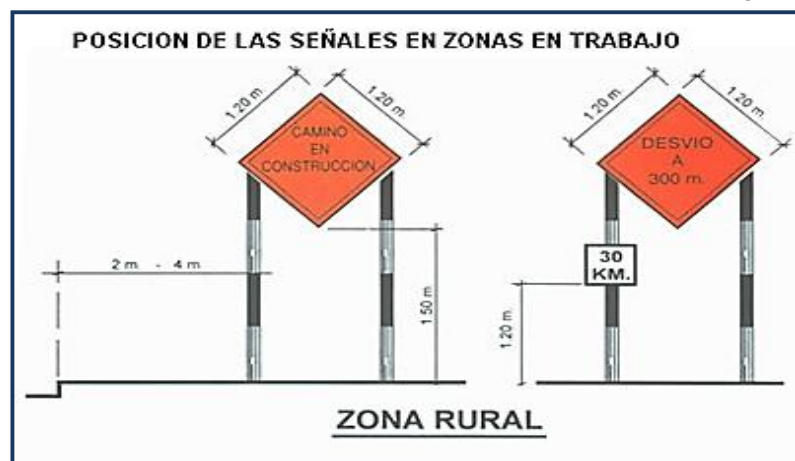 POSICION DE LAS SEÑALES EN ZONAS EN TRABAJO
1.20 m.
1.20 m.
CAMINO
EN
CONSTRUCCION
2 m. - 4 m.
1.50 m.
1.20 m.
1.20 m.
DESVIO
A
300 m.
30
KM.
1.20 m.
ZONA RURAL